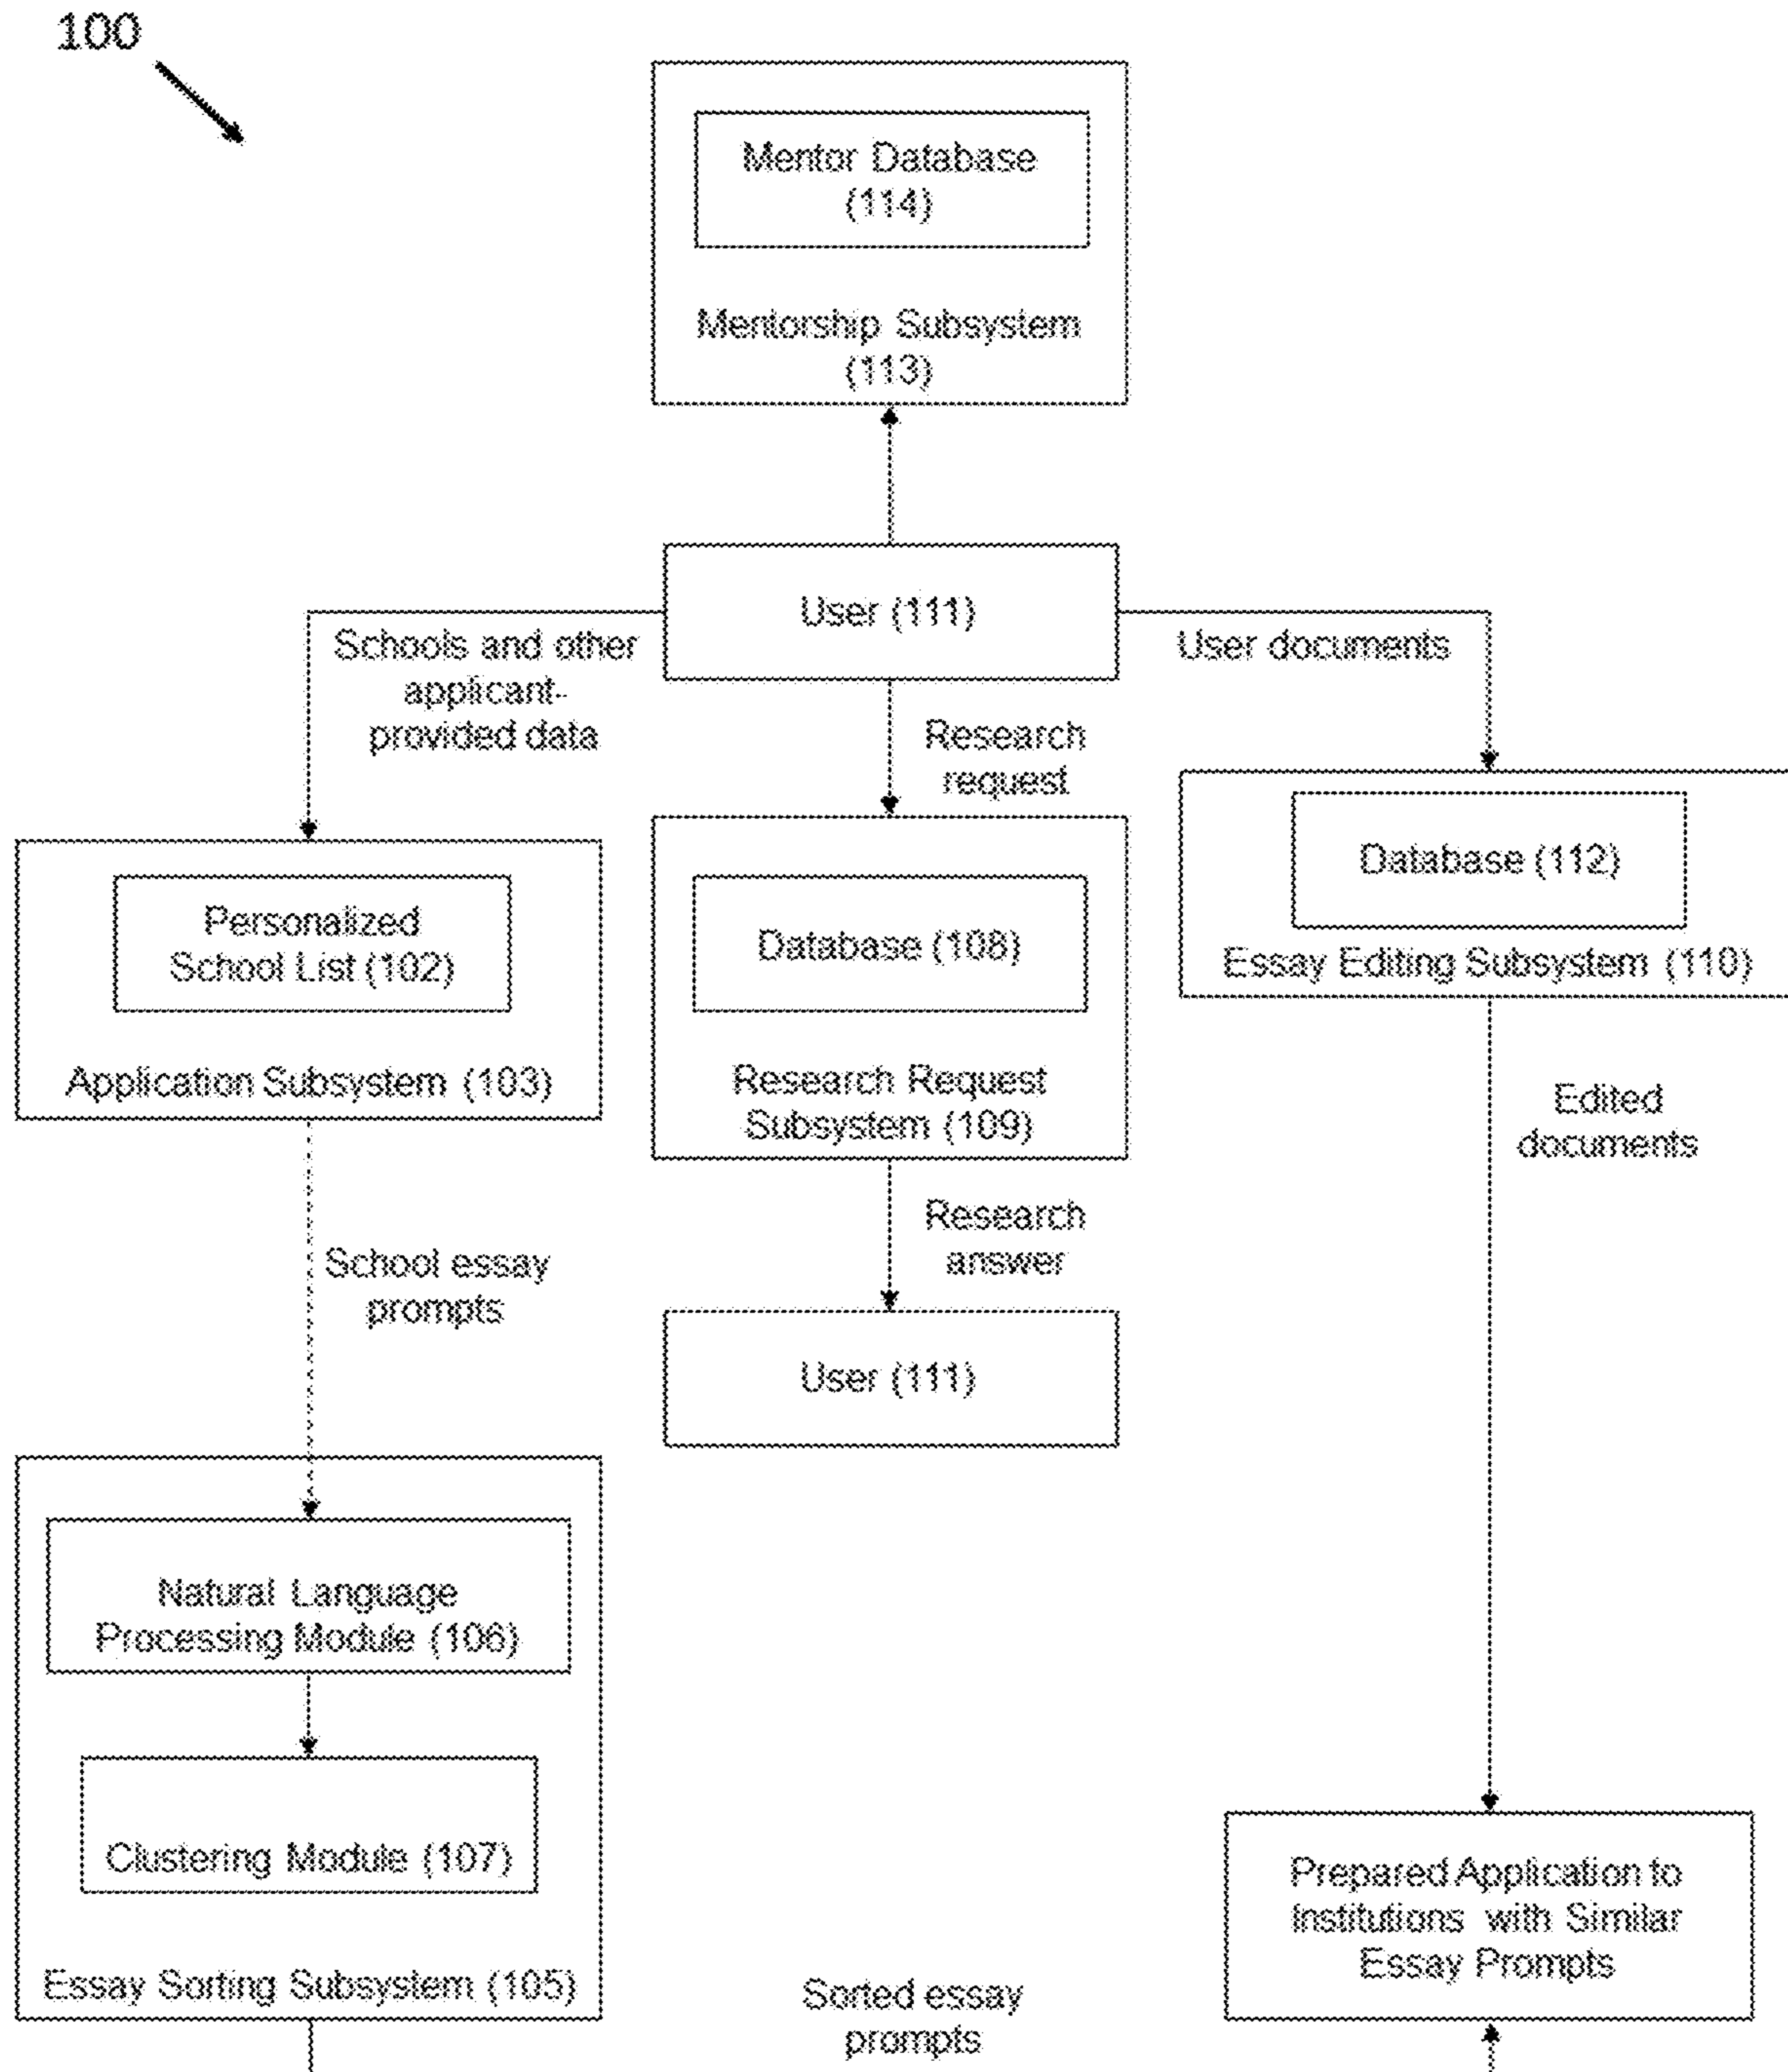 100
Mentor Database
(114)
Mentorship Subsystem
(113)
User (111)
Schools and other
applicant-
provided data
User documents
Research
request
Personalized
School List (102)
Application Subsystem (103)
Database (108)
Research Request
Subsystem (109)
Database (112)
Essay Editing Subsystem (110)
Edited
documents
School essay
prompts
Research
answer
User (111)
Natural Language
Processing Module (106)
Clustering Module (107)
Essay Sorting Subsystem (105)
Prepared Application to
Institutions with Similar
Essay Prompts
Sorted essay
prompts